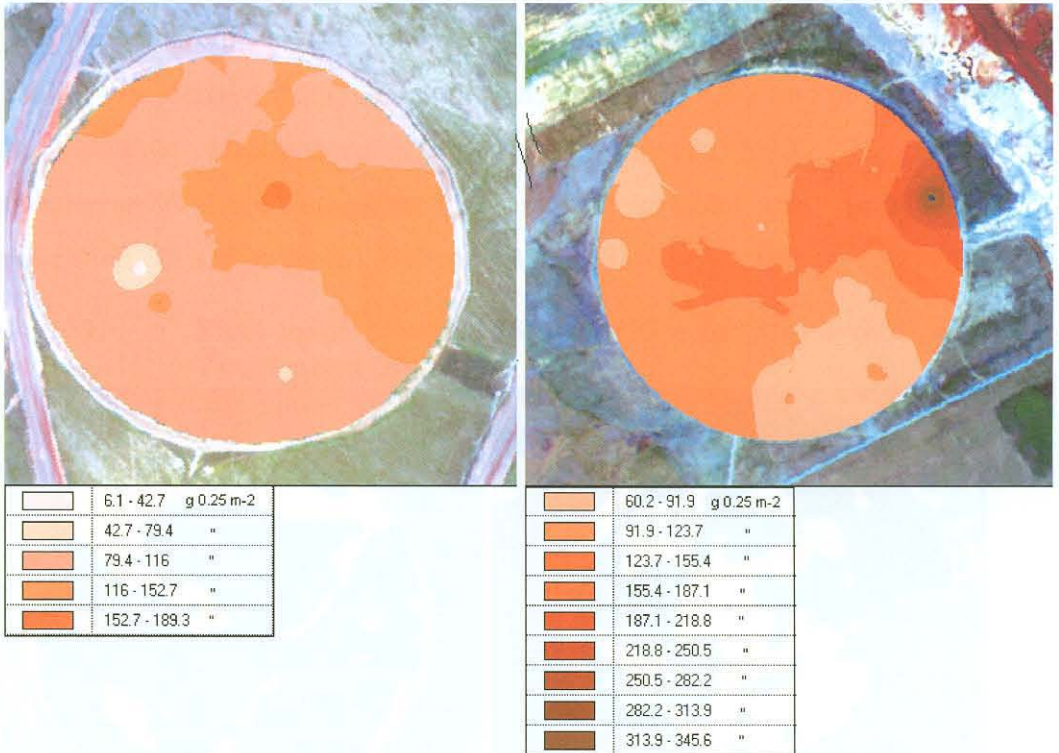 6.1 - 42.7 g 0.25 m-2
42.7 - 79.4 "
79.4 - 116 "
116 - 152.7 "
152.7 - 189.3 "
60.2 - 91.9 g 0.25 m-2
91.9 - 123.7 "
123.7 - 155.4 "
155.4 - 187.1 "
187.1 - 218.8 "
218.8 - 250.5 "
250.5 - 282.2 "
282.2 - 313.9 "
313.9 - 345.6 "